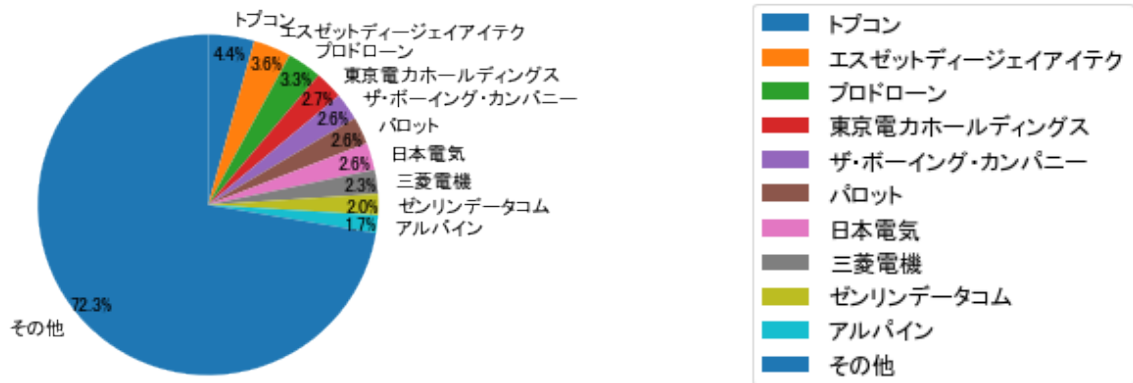 トプコン
エスゼットディージェイアイテク
プロドローン
東京電力ホールディングス
ザ・ボーイング・カンパニー
パロット
日本電気
三菱電機
ゼンリンデータコム
アルパイン
その他
4.4%
3.6%
3.3%
2.7%
2.6%
2.6%
2.6%
2.3%
2.0%
1.7%
72.3%
トプコン
エスゼットディージェイアイテク
プロドローン
東京電力ホールディングス
ザ・ボーイング・カンパニー
パロット
日本電気
三菱電機
ゼンリンデータコム
アルパイン
その他